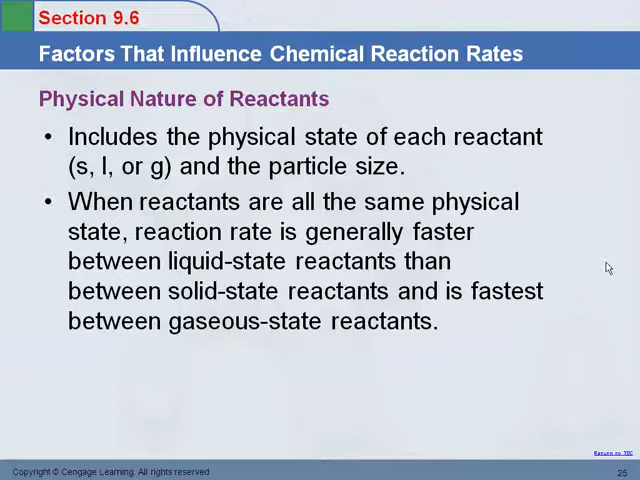 Section 9.6
Factors That Influence Chemical Reaction Rates
Physical Nature of Reactants
• Includes the physical state of each reactant
(s, l, or g) and the particle size.
• When reactants are all the same physical
state, reaction rate is generally faster
between liquid-state reactants than
between solid-state reactants and is fastest
between gaseous-state reactants.
Return to TOC
Copyright © Cengage Learning. All rights reserved
25